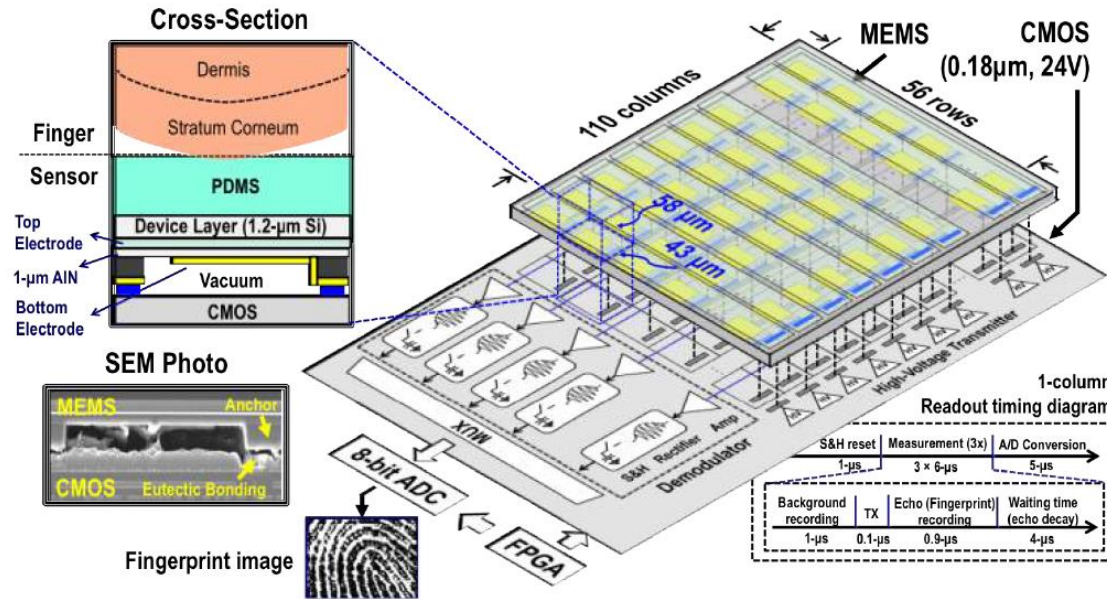 Cross-Section
Dermis
Stratum Corneum
Finger
Sensor
PDMS
Device Layer (1.2-μm Si)
Top
Electrode
1-μm AlN
Vacuum
Bottom
Electrode
CMOS
SEM Photo
MEMS
Anchor
CMOS
Eutectic Bonding
MEMS
CMOS
(0.18μm, 24V)
110 columns
56 rows
58 μm
43 μm
High-Voltage Transmitter
Amp
Rectifier
S&H
Demodulator
MUX
8-bit ADC
FPGA
Fingerprint image
1-column
Readout timing diagram
S&H reset
Measurement (3x)
A/D Conversion
1-μs
3 × 6-μs
5-μs
Background
recording
TX
Echo (Fingerprint)
recording
Waiting time
(echo decay)
1-μs
0.1-μs
0.9-μs
4-μs